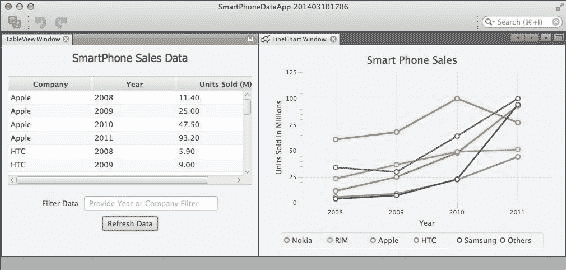 SmartPhoneDataApp 201403101706
Search (⌘+I)
TableViewWindow
SmartPhone Sales Data
Company Year Units Sold (M)
Apple 2008 11.40
Apple 2009 25.00
Apple 2010 47.50
Apple 2011 93.20
HTC 2008 5.90
HTC 2009 9.00
Filter Data Provide Year or Company Filter
Refresh Data
LineChart Window
Smart Phone Sales
Units Sold in Millions
125
100
75
50
25
0
2008 2009 2010 2011
Year
Nokia RIM Apple HTC Samsung Others